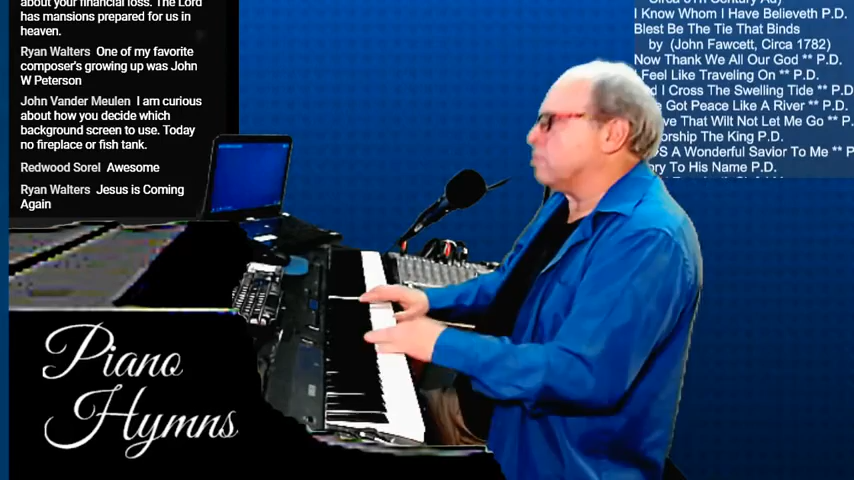 about your financial loss. The Lord
has mansions prepared for us in
heaven.
Ryan Walters One of my favorite
composer's growing up was John
W Peterson
John Vander Meulen I am curious
about how you decide which
background screen to use. Today
no fireplace or fish tank.
Redwood Sorel Awesome
Ryan Walters Jesus is Coming
Again
Piano
Hymns
I Know Whom I Have Believeth P.D.
Blest Be The Tie That Binds
by (John Fawcett, Circa 1782)
Now Thank We All Our God ** P.D.
Feel Like Traveling On ** P.D.
I Cross The Swelling Tide ** P.D
Got Peace Like A River ** P.D.
That Wilt Not Let Me Go ** P.
The King P.D.
A Wonderful Savior To Me ** P
To His Name P.D.